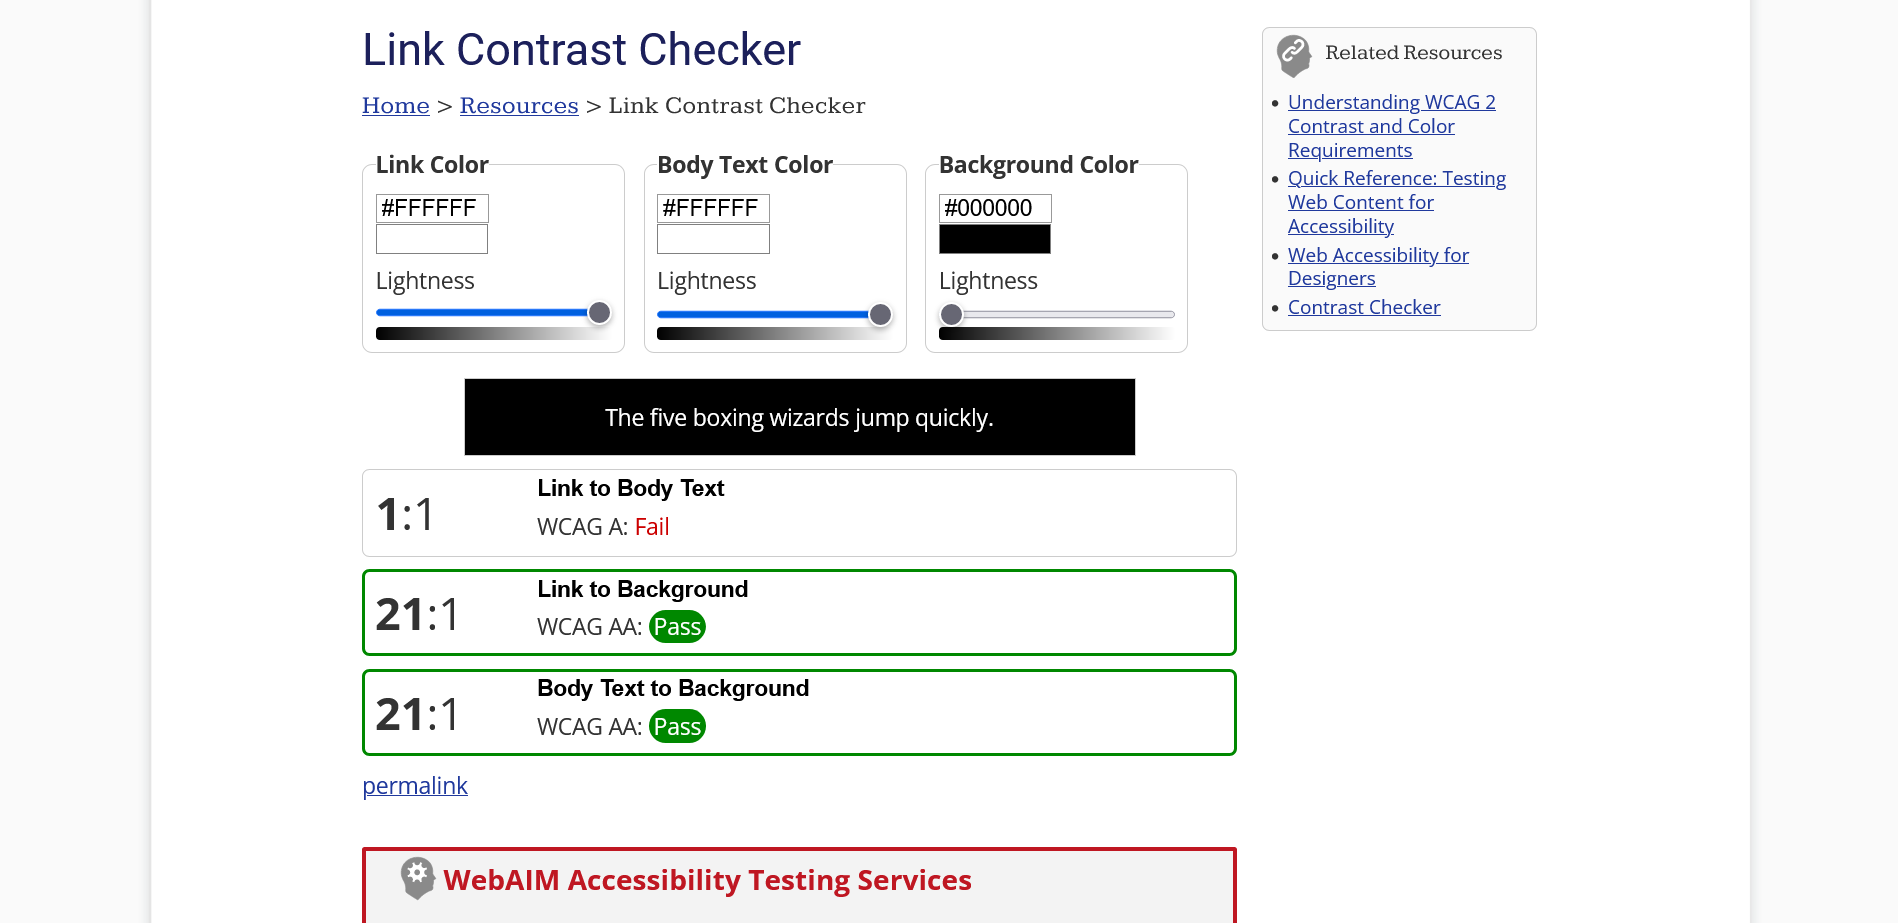 Link Contrast Checker
Home > Resources > Link Contrast Checker
Link Color
#FFFFFF
Lightness
Body Text Color
#FFFFFF
Lightness
Background Color
#000000
Lightness
The five boxing wizards jump quickly.
1:1
Link to Body Text
WCAG A: Fail
21:1
Link to Background
WCAG AA: Pass
21:1
Body Text to Background
WCAG AA: Pass
permalink
WebAIM Accessibility Testing Services
Related Resources
• Understanding WCAG 2
Contrast and Color
Requirements
• Quick Reference: Testing
Web Content for
Accessibility
• Web Accessibility for
Designers
• Contrast Checker